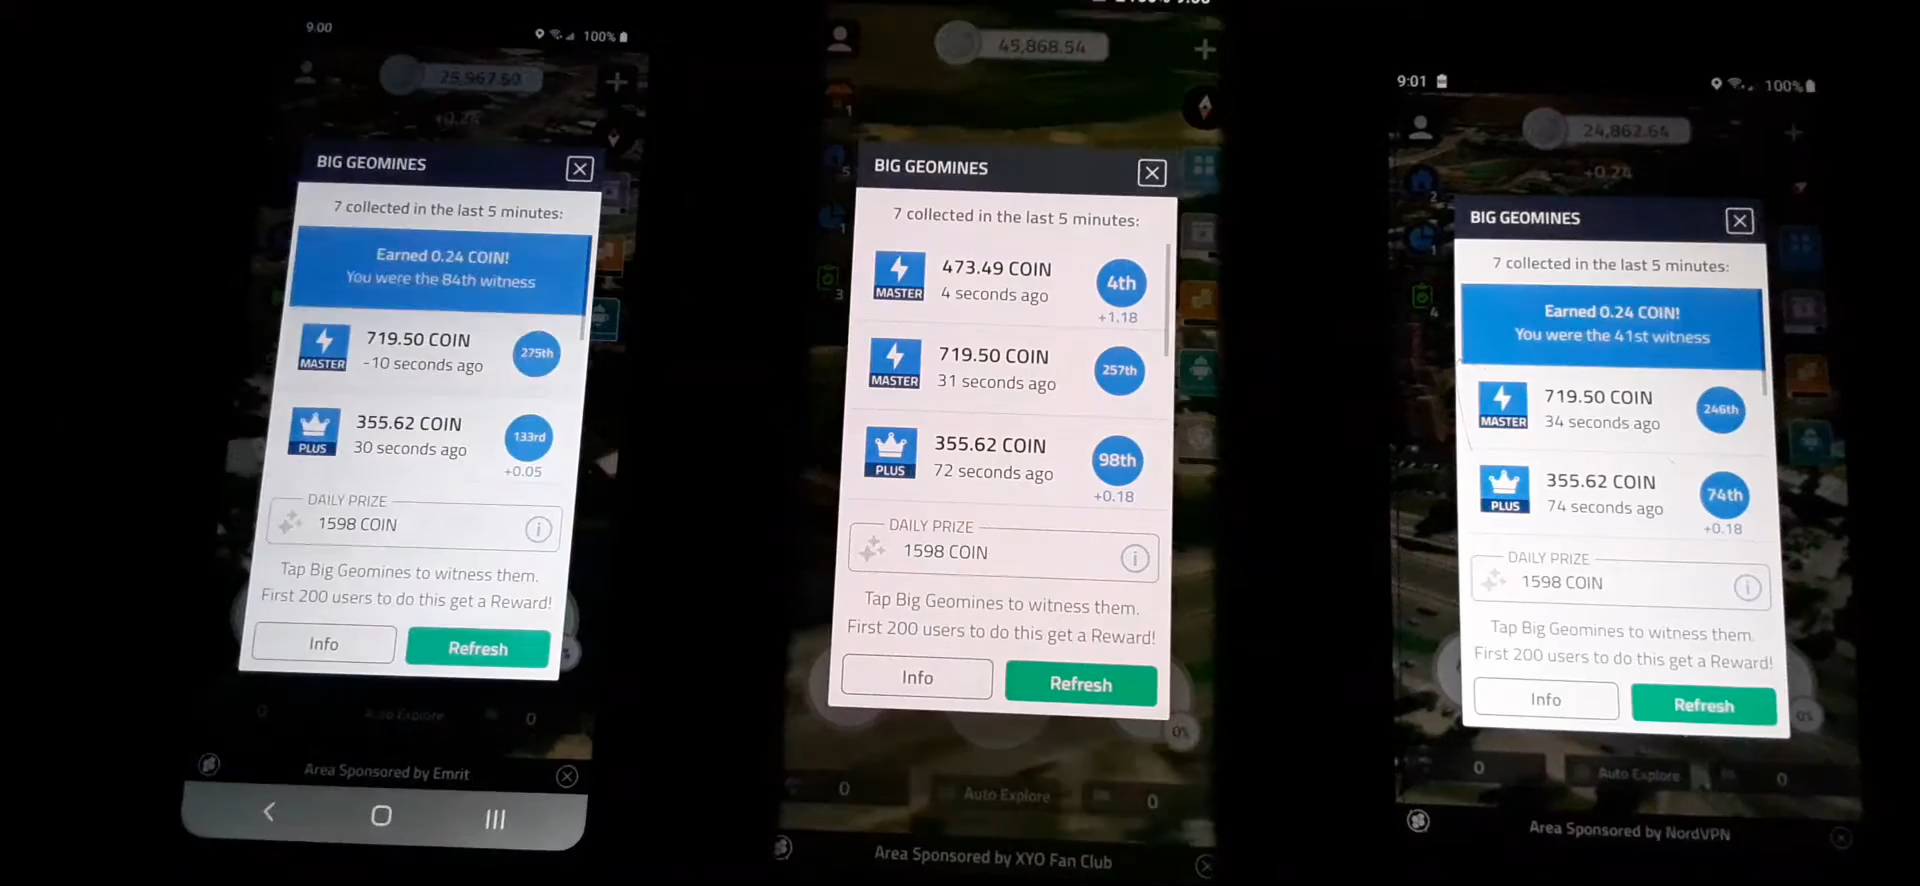 9.00
100%
25,967.50
+0.24
BIG GEOMINES
7 collected in the last 5 minutes:
Earned 0.24 COIN!
You were the 84th witness
MASTER
719.50 COIN
-10 seconds ago
275th
PLUS
355.62 COIN
30 seconds ago
133rd
+0.05
DAILY PRIZE
1598 COIN
Tap Big Geomines to witness them.
First 200 users to do this get a Reward!
Info
Refresh
0
Auto Explore
0
Area Sponsored by Emrit
45,868.54
1
5
1
3
BIG GEOMINES
7 collected in the last 5 minutes:
MASTER
473.49 COIN
4 seconds ago
4th
+1.18
MASTER
719.50 COIN
31 seconds ago
257th
PLUS
355.62 COIN
72 seconds ago
98th
+0.18
DAILY PRIZE
1598 COIN
Tap Big Geomines to witness them.
First 200 users to do this get a Reward!
Info
Refresh
0%
0
Auto Explore
0
Area Sponsored by XYO Fan Club
9:01
100%
24,862.64
+0.24
2
1
4
BIG GEOMINES
7 collected in the last 5 minutes:
Earned 0.24 COIN!
You were the 41st witness
MASTER
719.50 COIN
34 seconds ago
246th
PLUS
355.62 COIN
74 seconds ago
74th
+0.18
DAILY PRIZE
1598 COIN
Tap Big Geomines to witness them.
First 200 users to do this get a Reward!
Info
Refresh
0%
0
Auto Explore
0
Area Sponsored by NordVPN